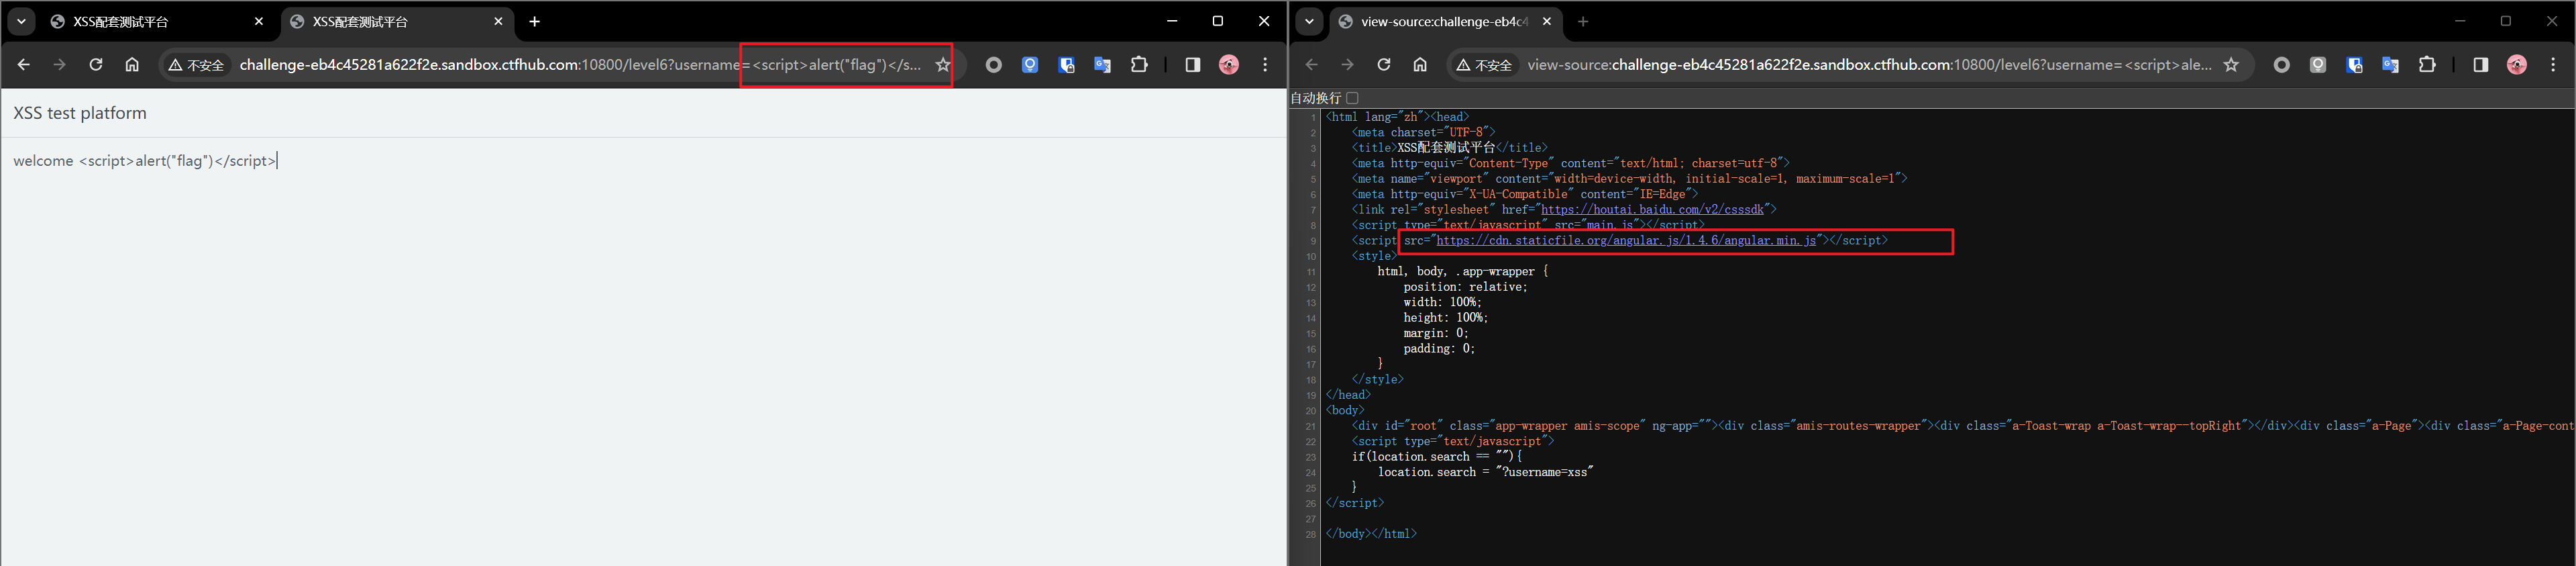 XSS配套测试平台
XSS配套测试平台
不安全 challenge-eb4c45281a622f2e.sandbox.ctfhub.com:10800/level6?username=<script>alert("flag")</s...
XSS test platform
welcome <script>alert("flag")</script>
view-source:challenge-eb4c4
不安全 view-source:challenge-eb4c45281a622f2e.sandbox.ctfhub.com:10800/level6?username=<script>ale...
自动换行
1 <html lang="zh"><head>
2 <meta charset="UTF-8">
3 <title>XSS配套测试平台</title>
4 <meta http-equiv="Content-Type" content="text/html; charset=utf-8">
5 <meta name="viewport" content="width=device-width, initial-scale=1, maximum-scale=1">
6 <meta http-equiv="X-UA-Compatible" content="IE=Edge">
7 <link rel="stylesheet" href="https://houtai.baidu.com/v2/csssdk">
8 <script type="text/javascript" src="main.js"></script>
9 <script src="https://cdn.staticfile.org/angular.js/1.4.6/angular.min.js"></script>
10 <style>
11 html, body, .app-wrapper {
12 position: relative;
13 width: 100%;
14 height: 100%;
15 margin: 0;
16 padding: 0;
17 }
18 </style>
19 </head>
20 <body>
21 <div id="root" class="app-wrapper amis-scope" ng-app=""><div class="amis-routes-wrapper"><div class="a-Toast-wrap a-Toast-wrap--topRight"></div><div class="a-Page"><div class="a-Page-cont
22 <script type="text/javascript">
23 if(location.search == ""){
24 location.search = "?username=xss"
25 }
26 </script>
27
28 </body></html>